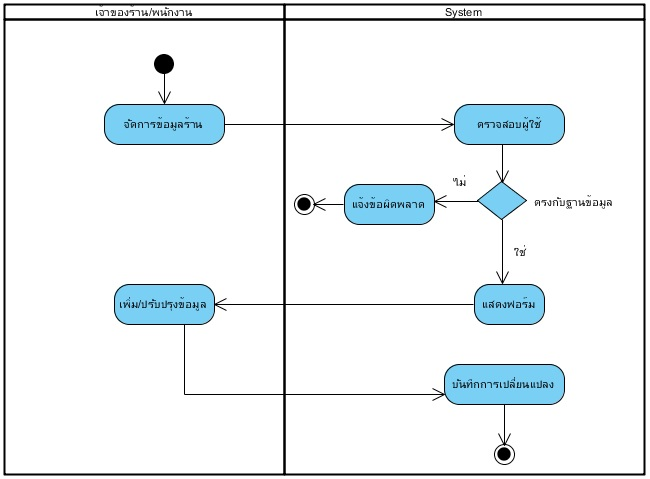 เจ้าของร้าน/พนักงาน
System
จัดการข้อมูลร้าน
ตรวจสอบผู้ใช้
ไม่
แจ้งข้อผิดพลาด
ตรงกับฐานข้อมูล
ใช่
เพิ่ม/ปรับปรุงข้อมูล
แสดงฟอร์ม
บันทึกการเปลี่ยนแปลง